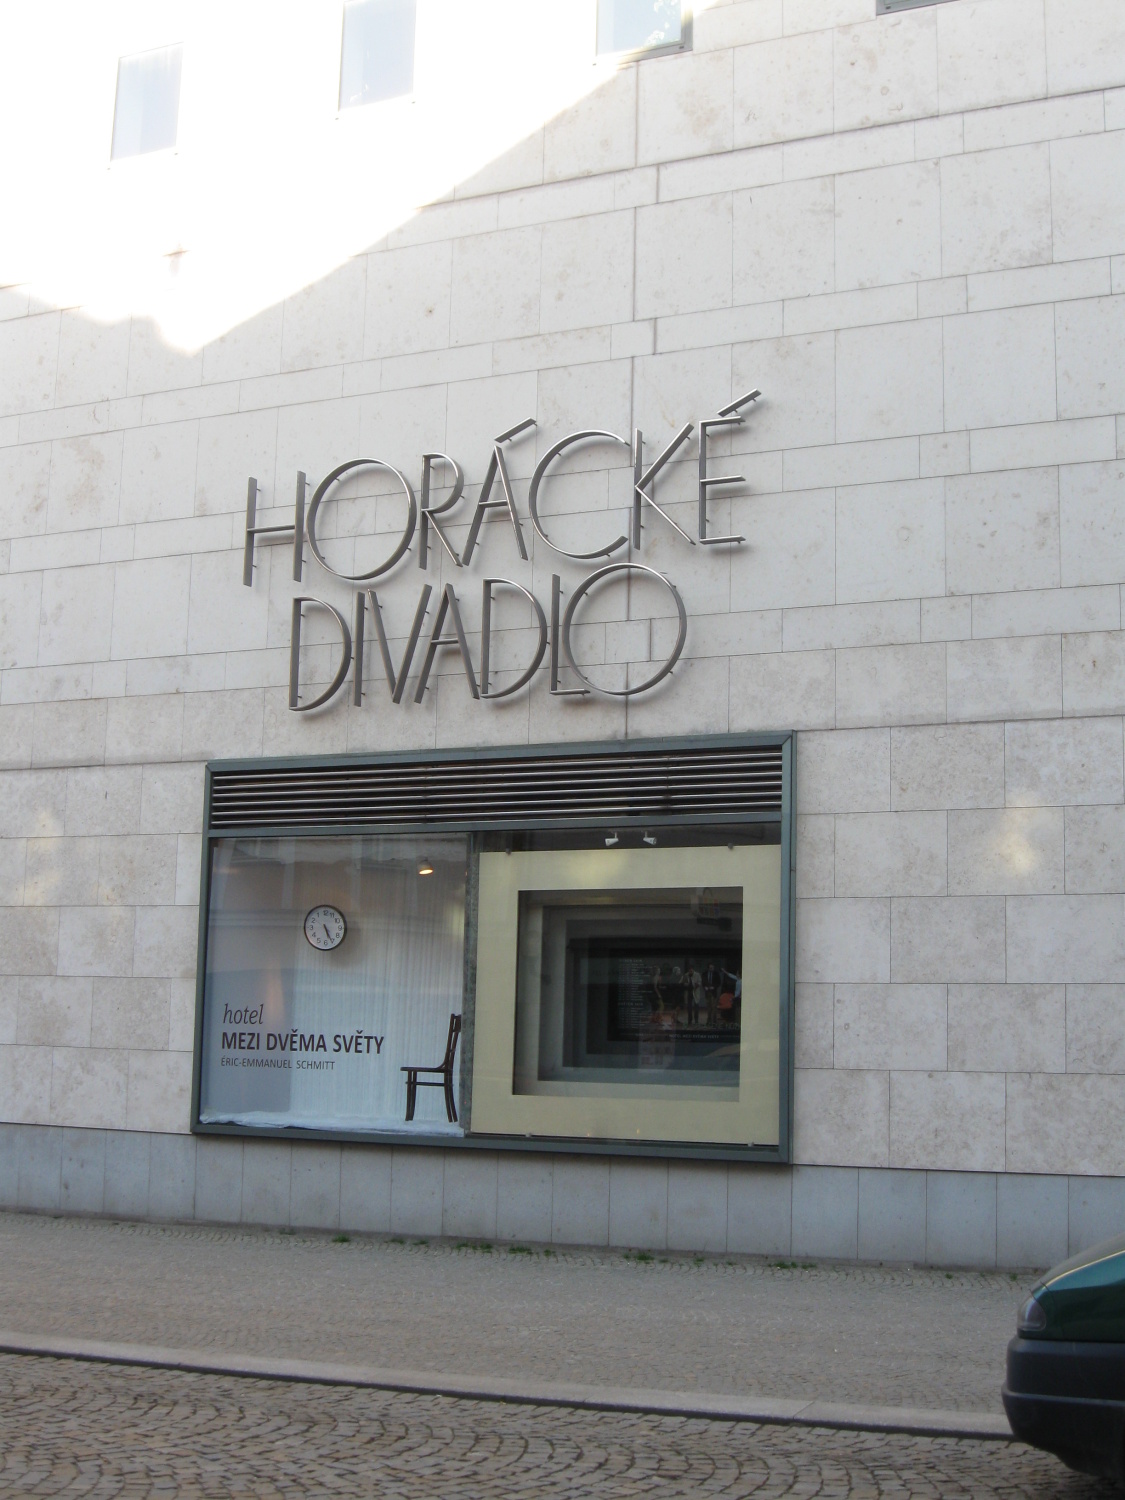 HORÁCKÉ
DIVADLO
hotel
MEZI DVĚMA SVĚTY
ÉRIC-EMMANUEL SCHMITT